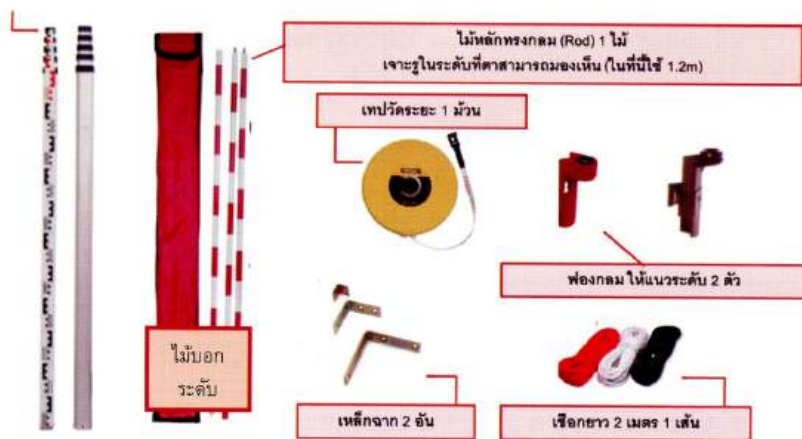 ไม้หลักทรงกลม (Rod) 1 ไม้
เจาะรูในระดับที่ตาสามารถมองเห็น (ในที่นี้ใช้ 1.2m)
เทปวัดระยะ 1 ม้วน
ฟองกลม ให้แนวระดับ 2 ตัว
ไม้บอก
ระดับ
เหล็กฉาก 2 อัน
เชือกยาว 2 เมตร 1 เส้น